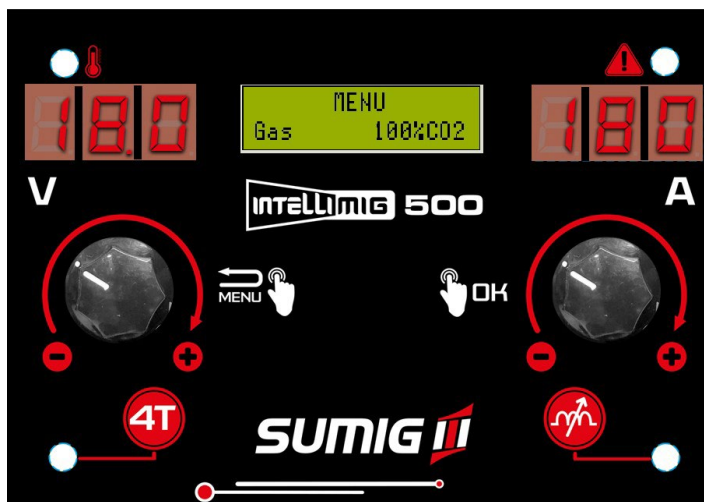 18.0
MENU
Gas 100%CO2
180
V
INTELLIMIG 500
A
MENU
OK
4T
SUMIG